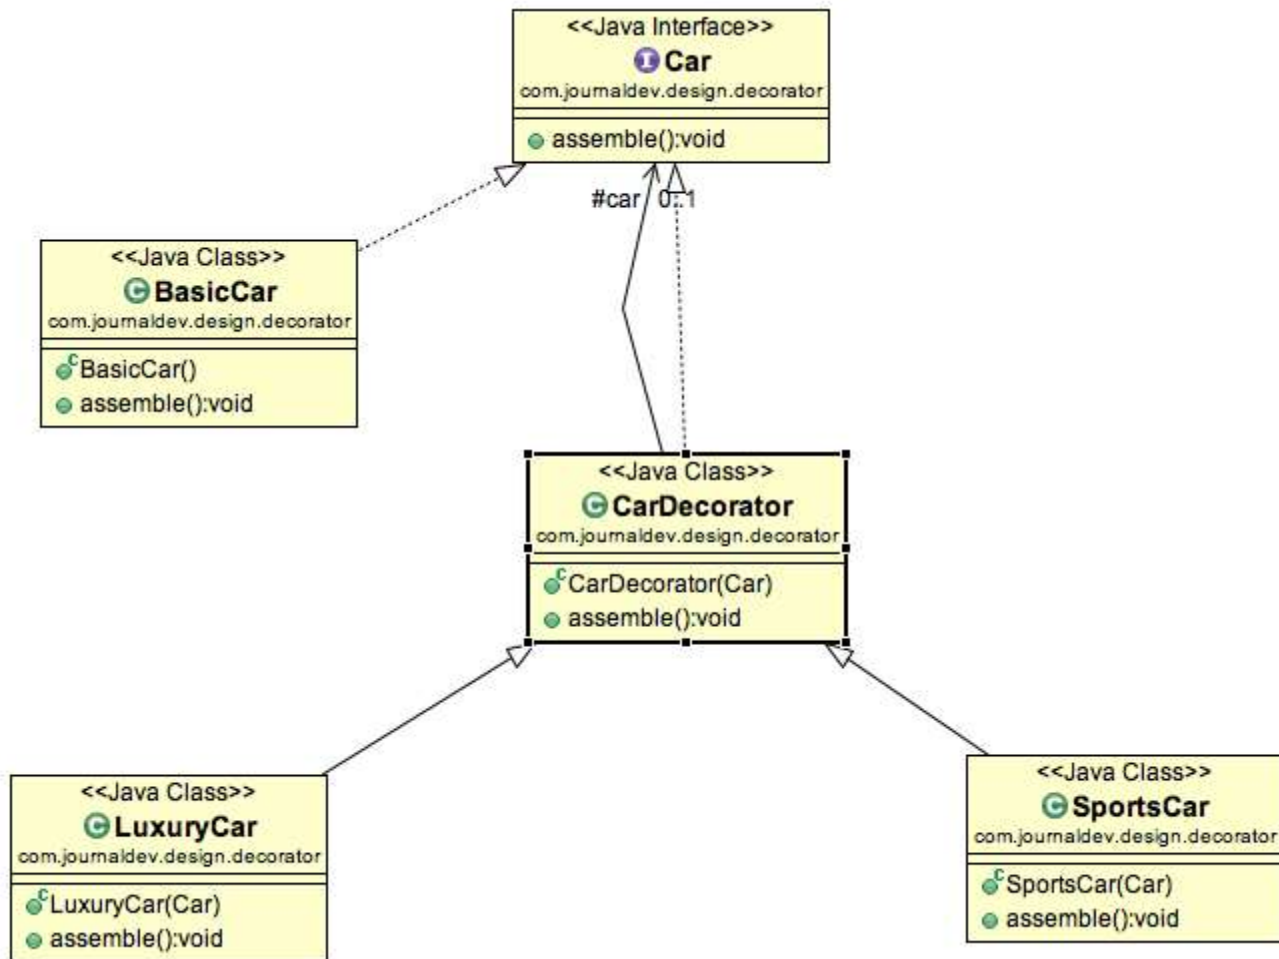 <<Java Interface>>
I Car
com.journaldev.design.decorator
assemble():void
#car 0..1
<<Java Class>>
C BasicCar
com.journaldev.design.decorator
C BasicCar()
assemble():void
<<Java Class>>
C CarDecorator
com.journaldev.design.decorator
C CarDecorator(Car)
assemble():void
<<Java Class>>
C LuxuryCar
com.journaldev.design.decorator
C LuxuryCar(Car)
assemble():void
<<Java Class>>
C SportsCar
com.journaldev.design.decorator
C SportsCar(Car)
assemble():void